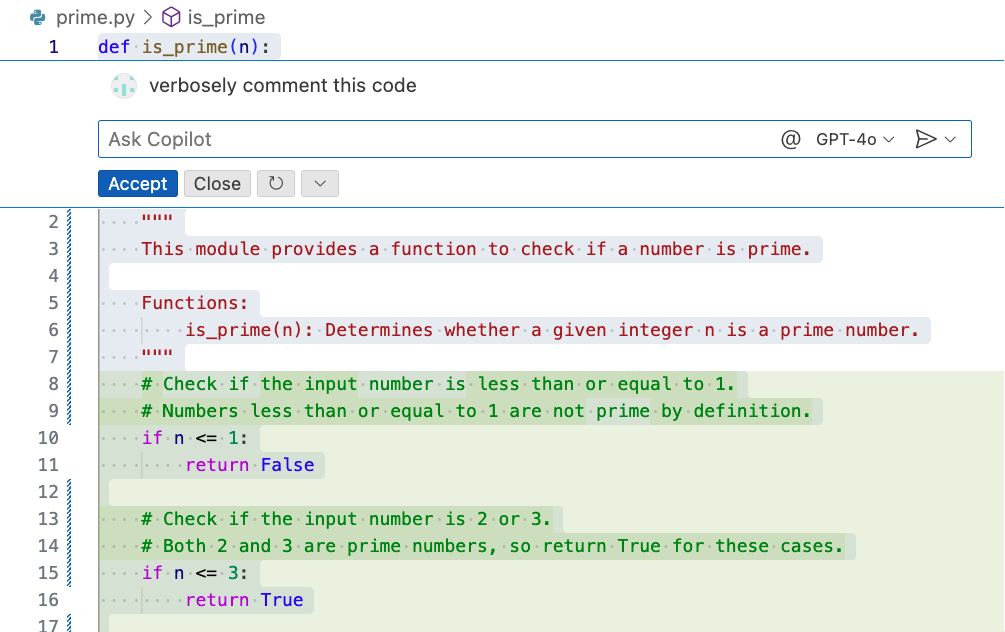 prime.py > is_prime
1 def is_prime(n):
verbosely comment this code
Ask Copilot @ GPT-4o
Accept Close
2 """
3 This module provides a function to check if a number is prime.
4
5 Functions:
6 is_prime(n): Determines whether a given integer n is a prime number.
7 """
8 # Check if the input number is less than or equal to 1.
9 # Numbers less than or equal to 1 are not prime by definition.
10 if n <= 1:
11 return False
12
13 # Check if the input number is 2 or 3.
14 # Both 2 and 3 are prime numbers, so return True for these cases.
15 if n <= 3:
16 return True
17